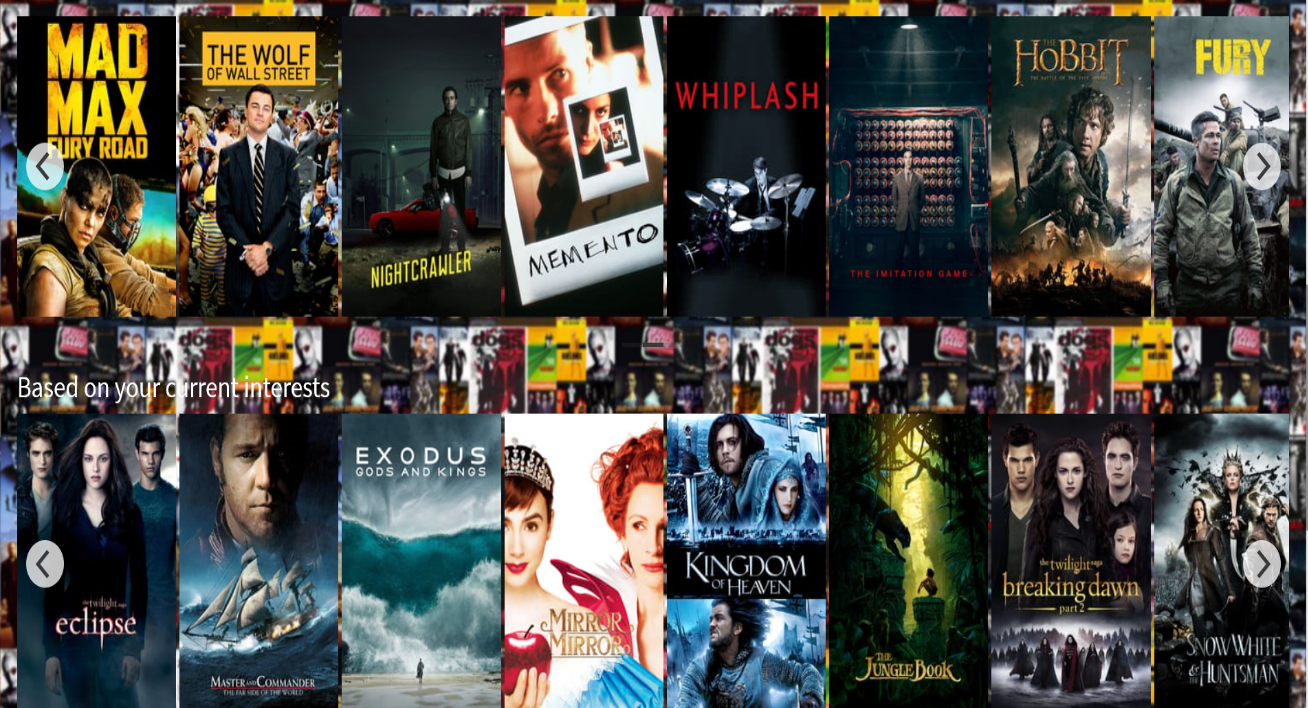 MAD
MAX
FURY ROAD
THE WOLF
OF WALL STREET
NIGHTCRAWLER
MEMENTO
WHIPLASH
THE IMITATION GAME
THE
HOBBIT
THE BATTLE OF THE FIVE ARMIES
FURY
dogs
dogs
dogs
Based on your current interests
the twilight saga
eclipse
MASTER AND COMMANDER
THE FAR SIDE OF THE WORLD
EXODUS
GODS AND KINGS
MIRROR
MIRROR
KINGDOM
OF HEAVEN
THE
JUNGLE BOOK
the twilight saga
breaking dawn
part 2
SNOW WHITE
& THE HUNTSMAN